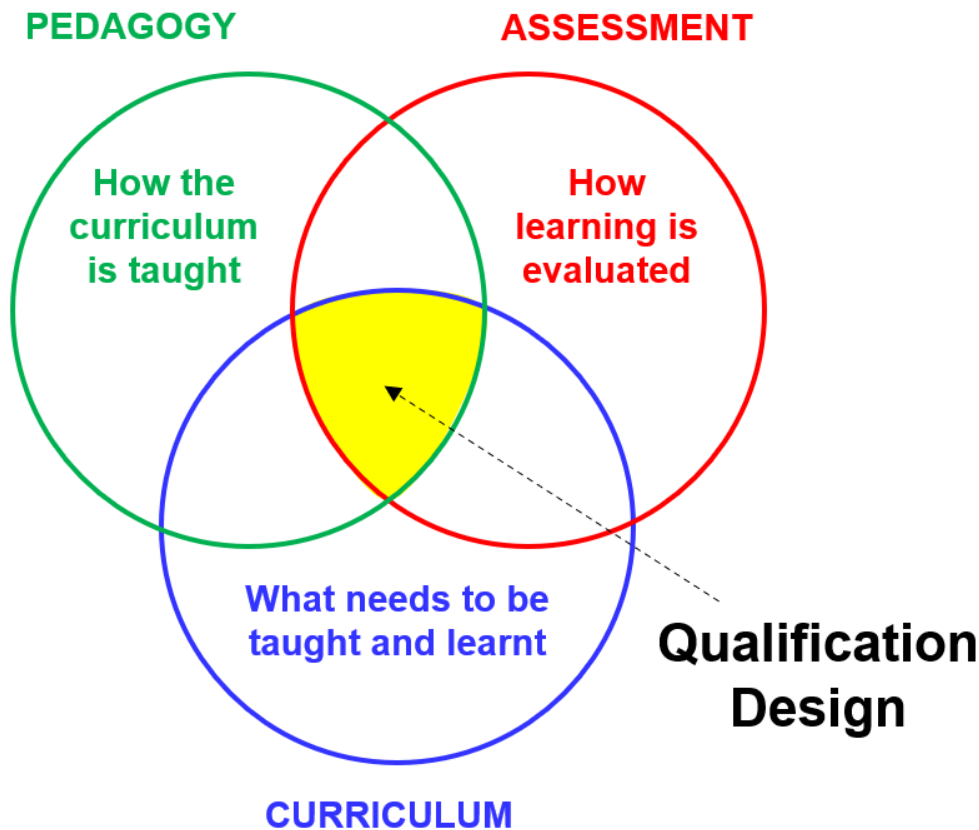 PEDAGOGY
ASSESSMENT
How the
curriculum
is taught
How
learning is
evaluated
What needs to be
taught and learnt
Qualification
Design
CURRICULUM